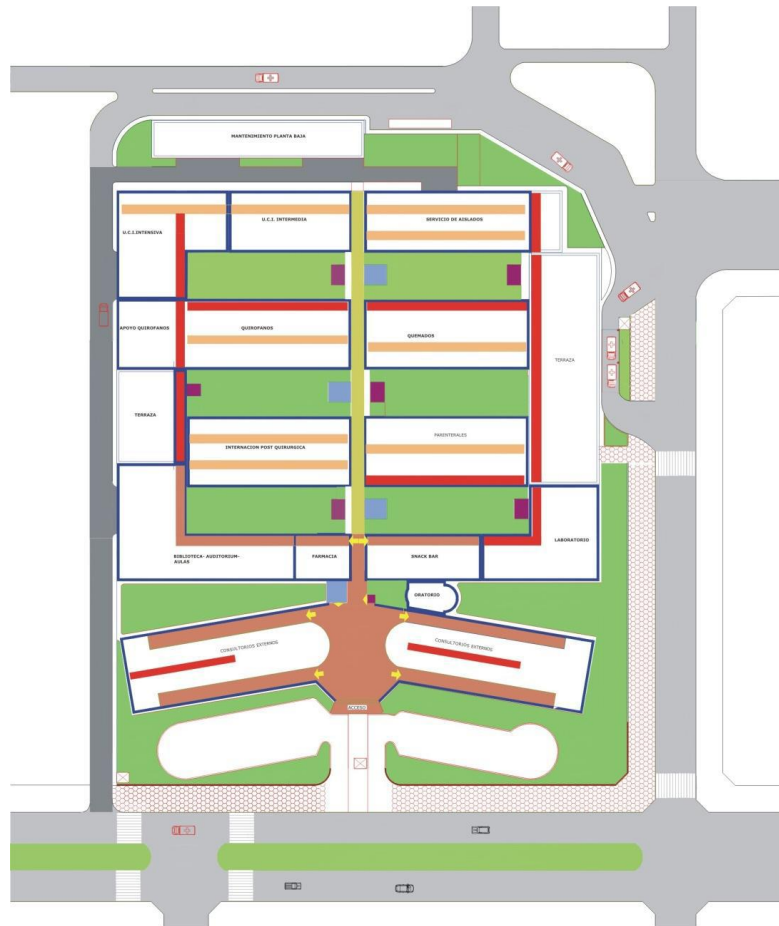 MANTENIMIENTO PLANTA BAJA
U.C.I. INTERMEDIA
SERVICIO DE AISLADOS
U.C.I.INTENSIVA
APOYO QUIROFANOS
QUIROFANOS
QUEMADOS
TERRAZA
TERRAZA
PARINTERALES
INTERNACION POST QUIRURGICA
LABORATORIO
BIBLIOTECA- AUDITORIUM-
AULAS
FARMACIA
SNACK BAR
ORATORIO
CONSULTORIOS EXTERNOS
CONSULTORIOS EXTERNOS
ACCESO